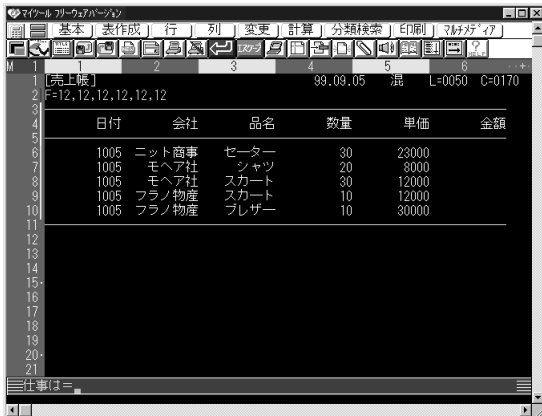 マイツール フリーウェアバージョン
基本 表作成 行 列 変更 計算 分類検索 印刷 マルチメディア
エスケープ
M 1 1 2 3 4 5 6
1 [売上帳] 99.09.05 混 L=0050 C=0170
2 F=12,12,12,12,12,12
3
4 日付 会社 品名 数量 単価 金額
5
6 1005 ニット商事 セーター 30 23000
7 1005 モヘア社 シャツ 20 8000
8 1005 モヘア社 スカート 30 12000
9 1005 フラノ物産 スカート 10 12000
10 1005 フラノ物産 ブレザー 10 30000
11
12
13
14
15
16
17
18
19
20
21
仕事は=